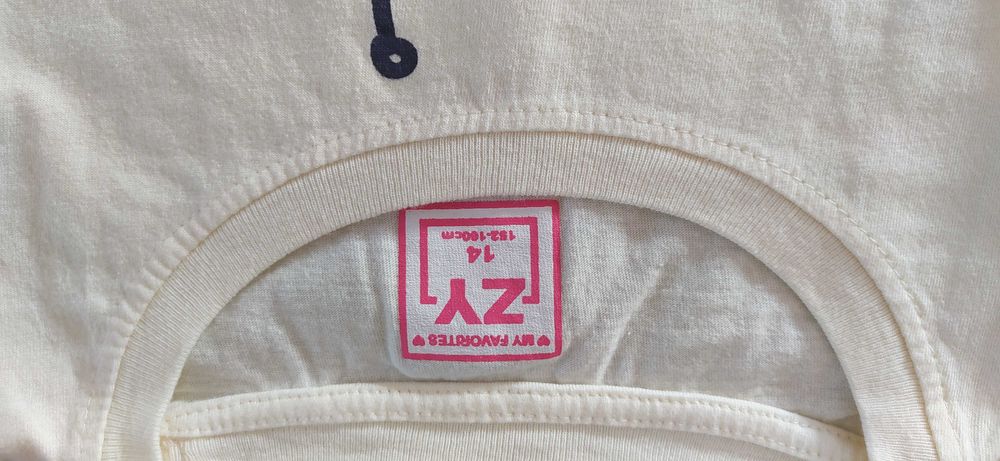 ♥ MY FAVORITES ♥
ZY
14
152-160cm